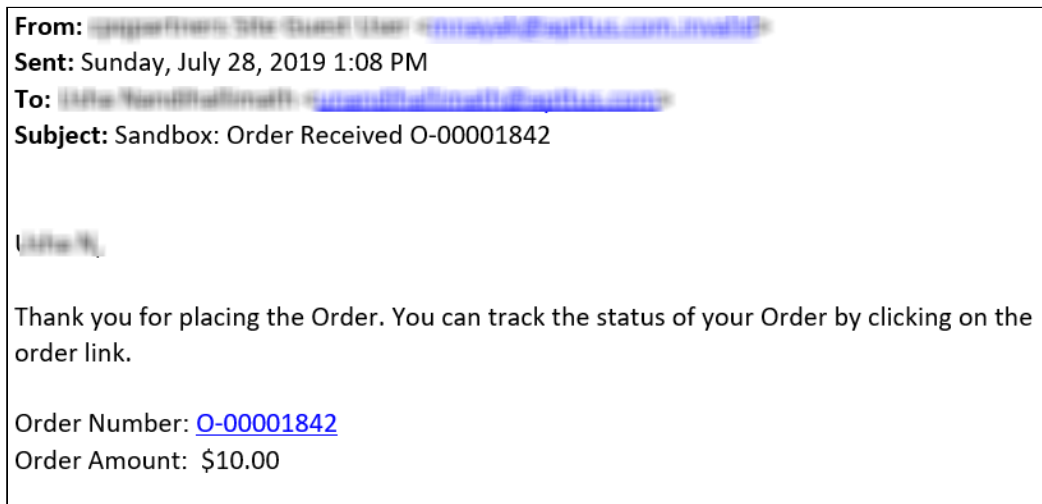 From:
Sent: Sunday, July 28, 2019 1:08 PM
To:
Subject: Sandbox: Order Received O-00001842
Thank you for placing the Order. You can track the status of your Order by clicking on the
order link.
Order Number: O-00001842
Order Amount: $10.00